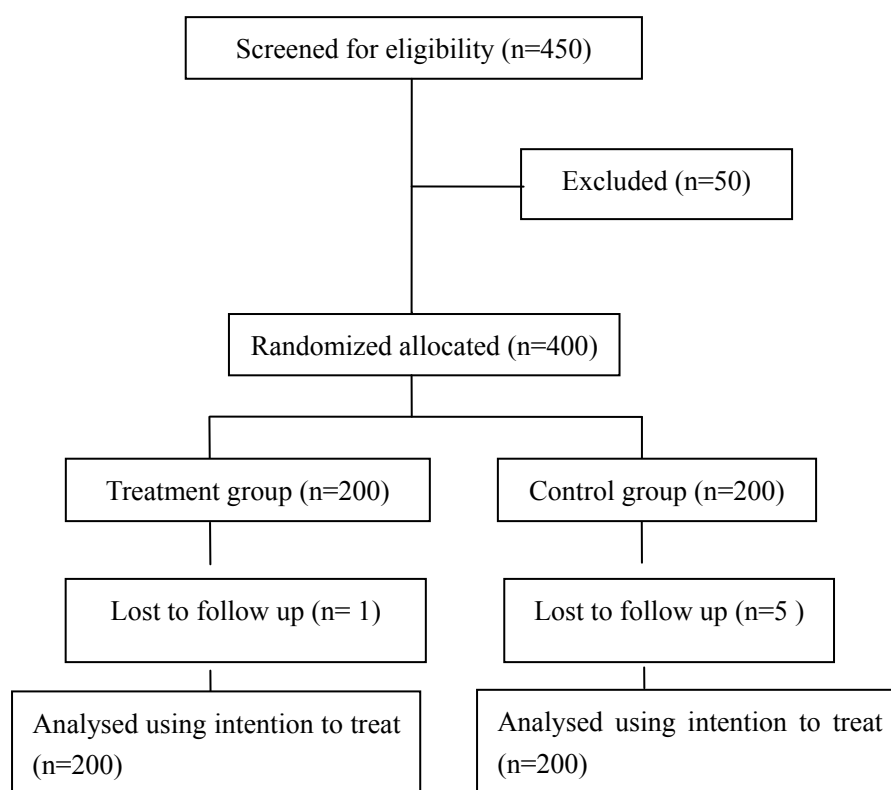 Screened for eligibility (n=450)
Excluded (n=50)
Randomized allocated (n=400)
Treatment group (n=200)
Control group (n=200)
Lost to follow up (n= 1)
Lost to follow up (n=5 )
Analysed using intention to treat
(n=200)
Analysed using intention to treat
(n=200)